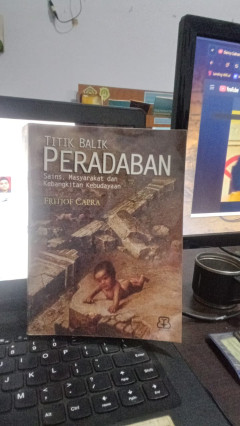 TITIK BALIK
PERADABAN
Sains, Masyarakat dan
Kebangkitan Kebudayaan
FRITJOF CAPRA